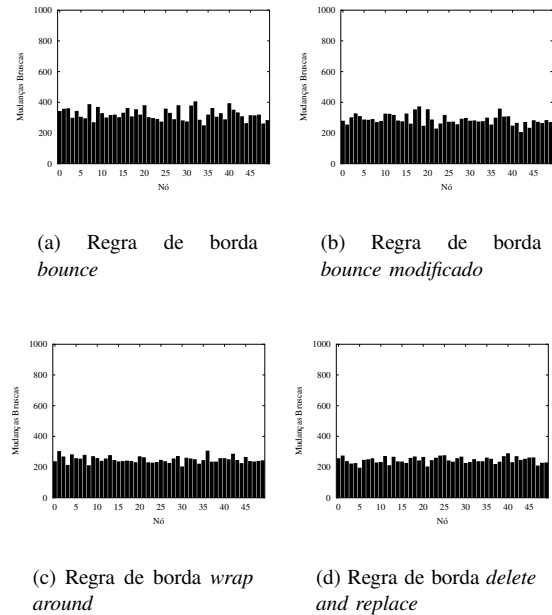 1000
800
600
400
200
0
Mudanças Bruscas
0 5 10 15 20 25 30 35 40 45
Nó
(a) Regra de borda
bounce
1000
800
600
400
200
0
Mudanças Bruscas
0 5 10 15 20 25 30 35 40 45
Nó
(b) Regra de borda
bounce modificado
1000
800
600
400
200
0
Mudanças Bruscas
0 5 10 15 20 25 30 35 40 45
Nó
(c) Regra de borda wrap
around
1000
800
600
400
200
0
Mudanças Bruscas
0 5 10 15 20 25 30 35 40 45
Nó
(d) Regra de borda delete
and replace